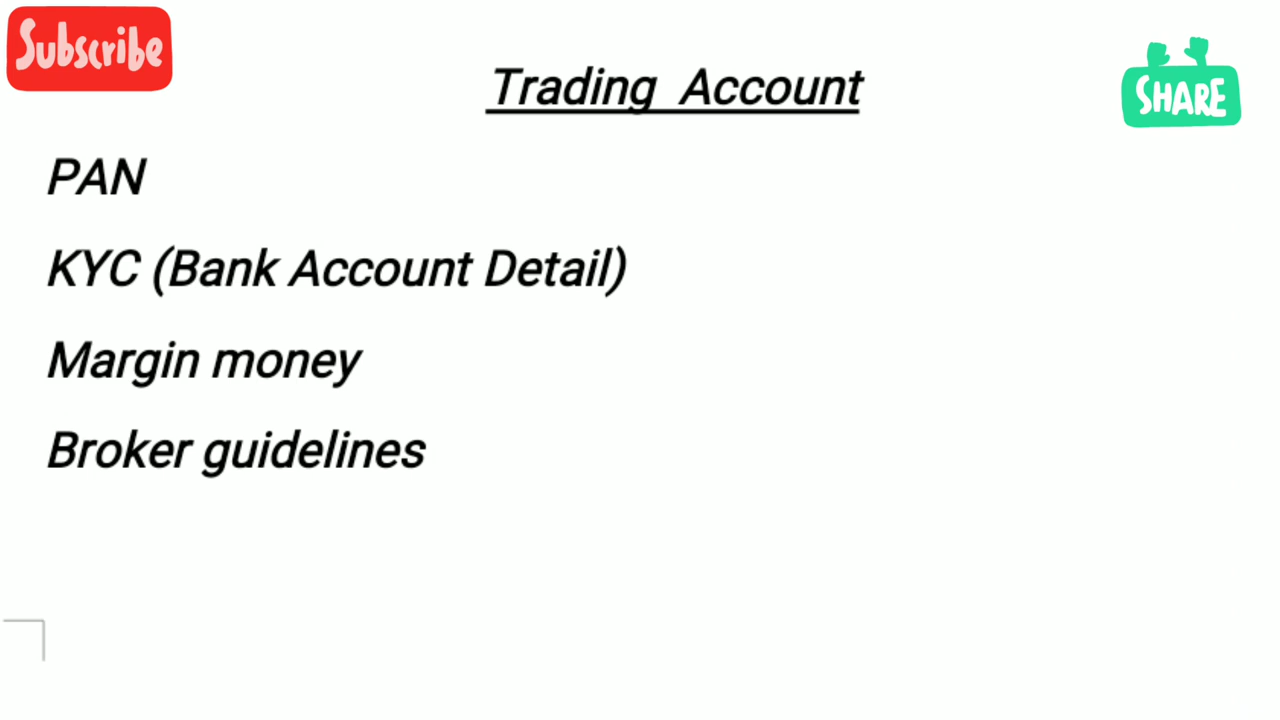 Subscribe
Trading Account
SHARE
PAN
KYC (Bank Account Detail)
Margin money
Broker guidelines